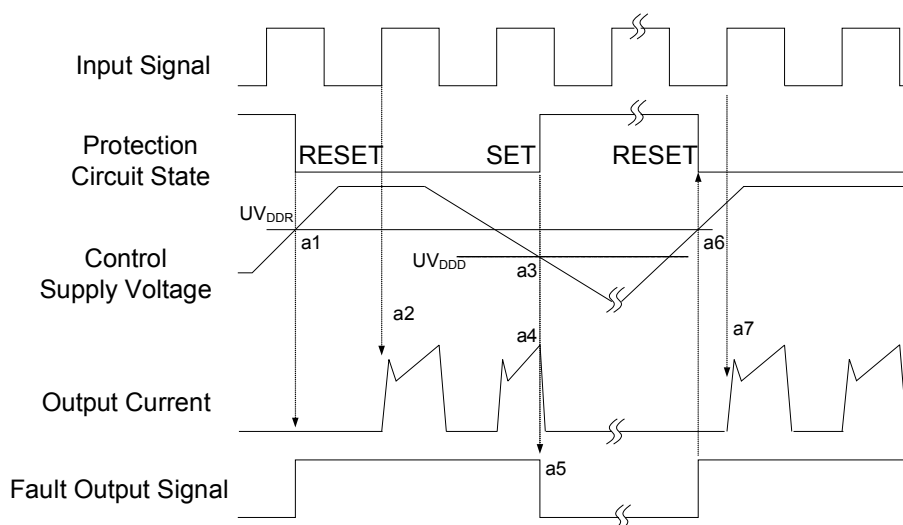 Input Signal
Protection
Circuit State
RESET
SET
RESET
UVDDR
a1
a3
a6
UVDDD
Control
Supply Voltage
a2
a4
a7
Output Current
a5
Fault Output Signal